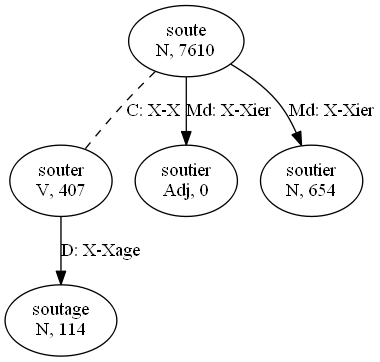 soute
N, 7610
C: X-X
Md: X-Xier
Md: X-Xier
souter
V, 407
soutier
Adj, 0
soutier
N, 654
D: X-Xage
soutage
N, 114